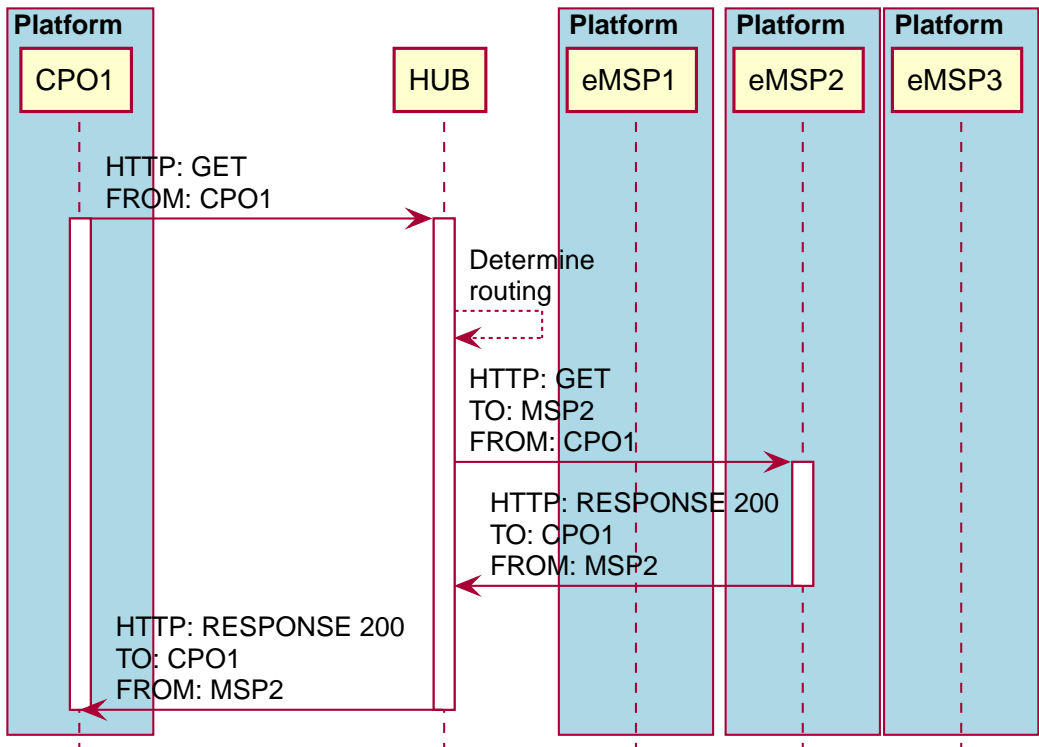 Platform
Platform
Platform
Platform
CPO1
HUB
eMSP1
eMSP2
eMSP3
HTTP: GET
FROM: CPO1
Determine
routing
HTTP: GET
TO: MSP2
FROM: CPO1
HTTP: RESPONSE 200
TO: CPO1
FROM: MSP2
HTTP: RESPONSE 200
TO: CPO1
FROM: MSP2